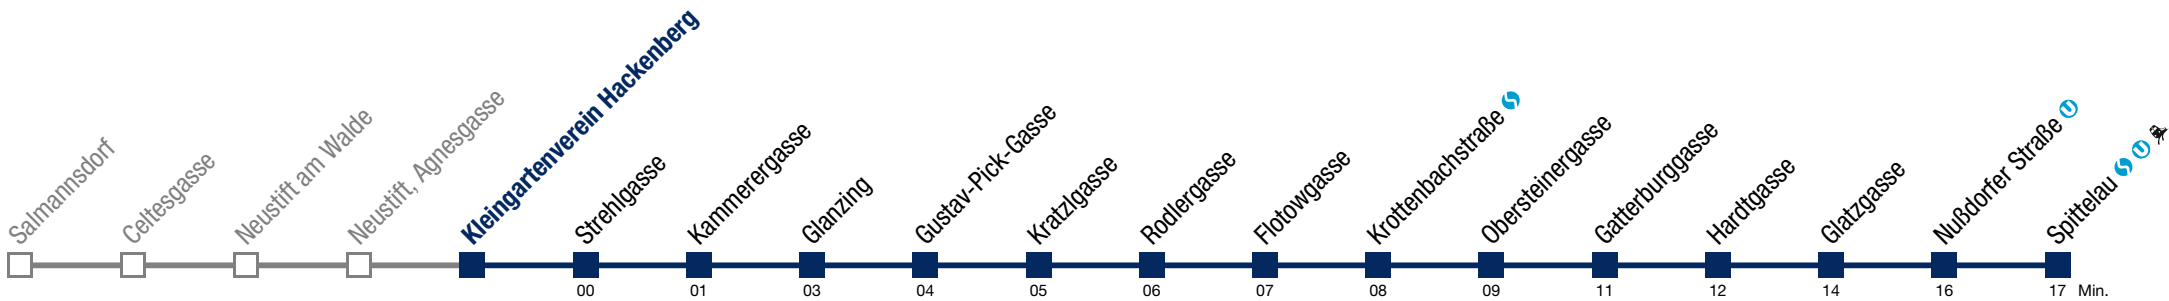 Salmannsdorf
Celtesgasse
Neustift am Walde
Neustift, Agnesgasse
Kleingartenverein Hackenberg
Strehlgasse
Kammerergasse
Glanzing
Gustav-Pick-Gasse
Kratzlgasse
Rodlergasse
Flotowgasse
Krottenbachstraße S
Obersteinergasse
Gatterburggasse
Hardtgasse
Glatzgasse
Nußdorfer Straße U
Spittelau S U
00 01 03 04 05 06 07 08 09 11 12 14 16 17 Min.